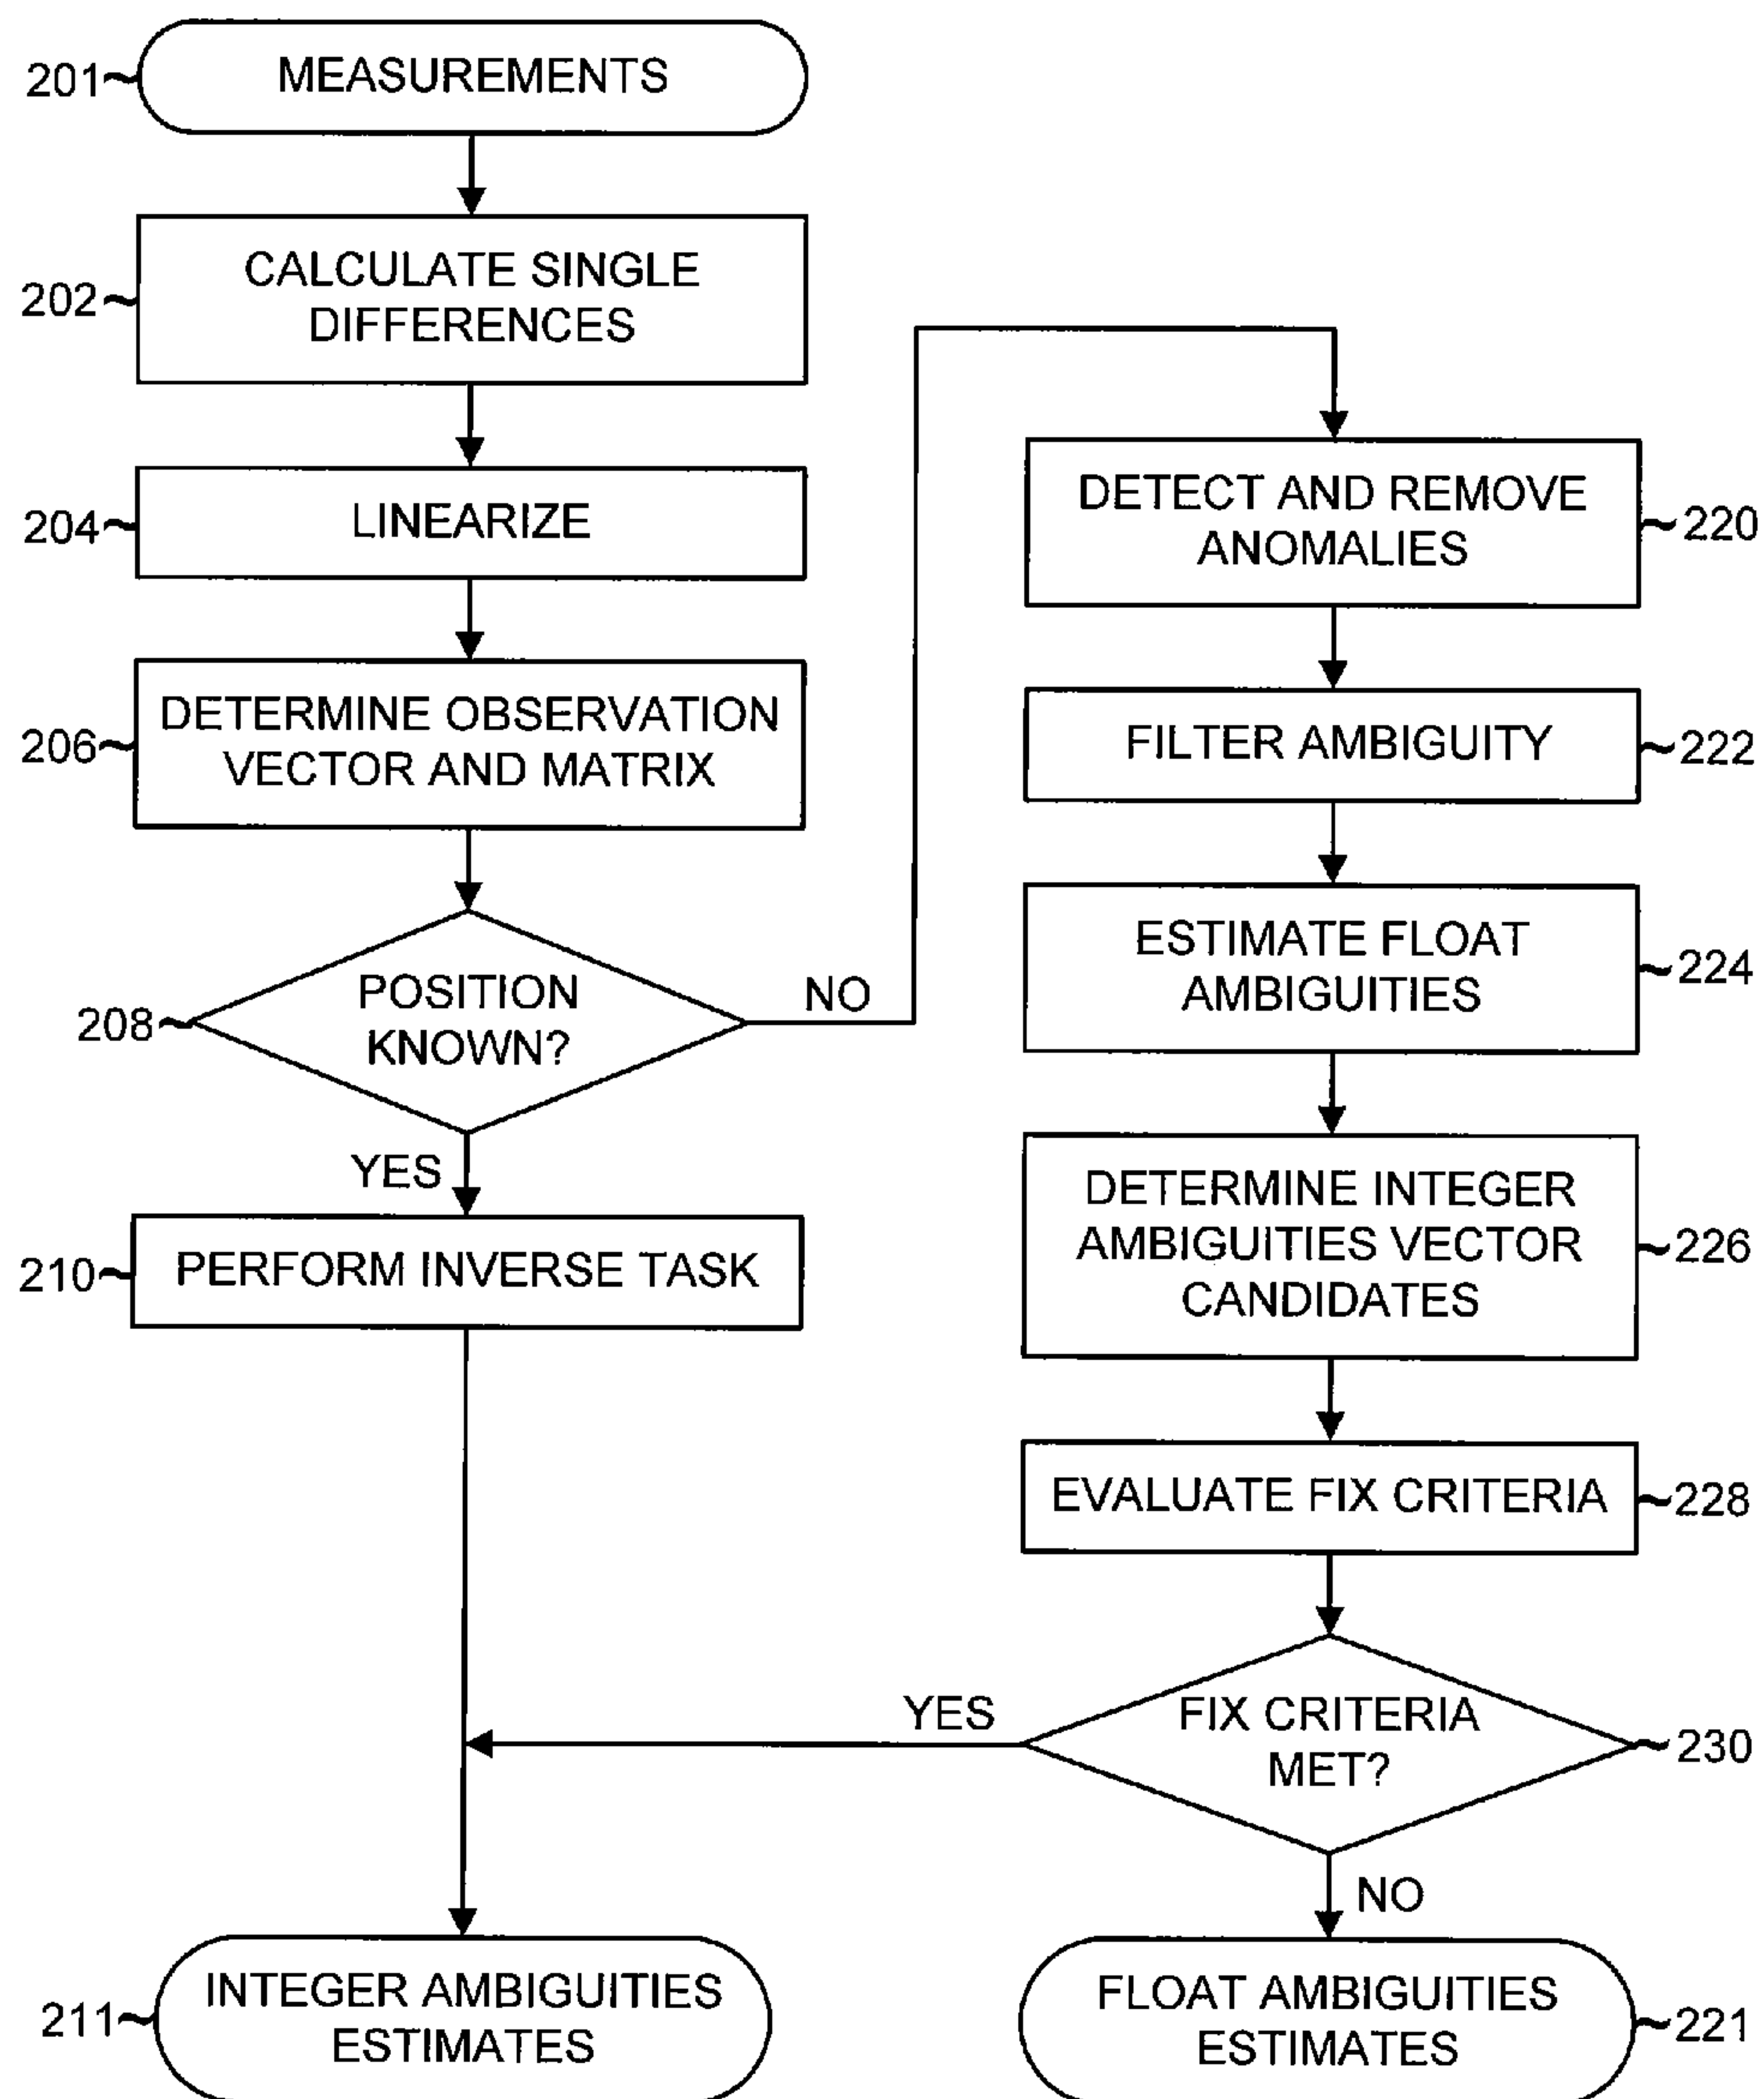 201
MEASUREMENTS
202
CALCULATE SINGLE
DIFFERENCES
204
LINEARIZE
206
DETERMINE OBSERVATION
VECTOR AND MATRIX
208
POSITION
KNOWN?
NO
YES
210
PERFORM INVERSE TASK
211
INTEGER AMBIGUITIES
ESTIMATES
DETECT AND REMOVE
ANOMALIES
220
FILTER AMBIGUITY
222
ESTIMATE FLOAT
AMBIGUITIES
224
DETERMINE INTEGER
AMBIGUITIES VECTOR
CANDIDATES
226
EVALUATE FIX CRITERIA
228
FIX CRITERIA
MET?
230
YES
NO
FLOAT AMBIGUITIES
ESTIMATES
221